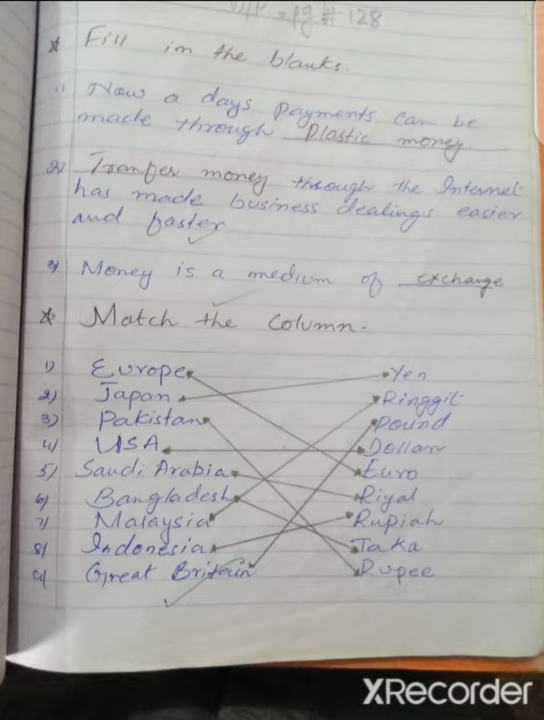 pg # 128
* Fill in the blanks.
1) Now a days payments can be
made through Plastic money
2) Tranfer money through the Internet
has made business dealings easier
and faster
3) Money is a medium of exchange
* Match the Column.
1) Europe Yen
2) Japan Ringgit
3) Pakistan Pound
4) USA Dollar
5) Saudi Arabia Euro
6) Bangladesh Riyal
7) Malaysia Rupiah
8) Indonesia Taka
9) Great Britain Rupee
XRecorder